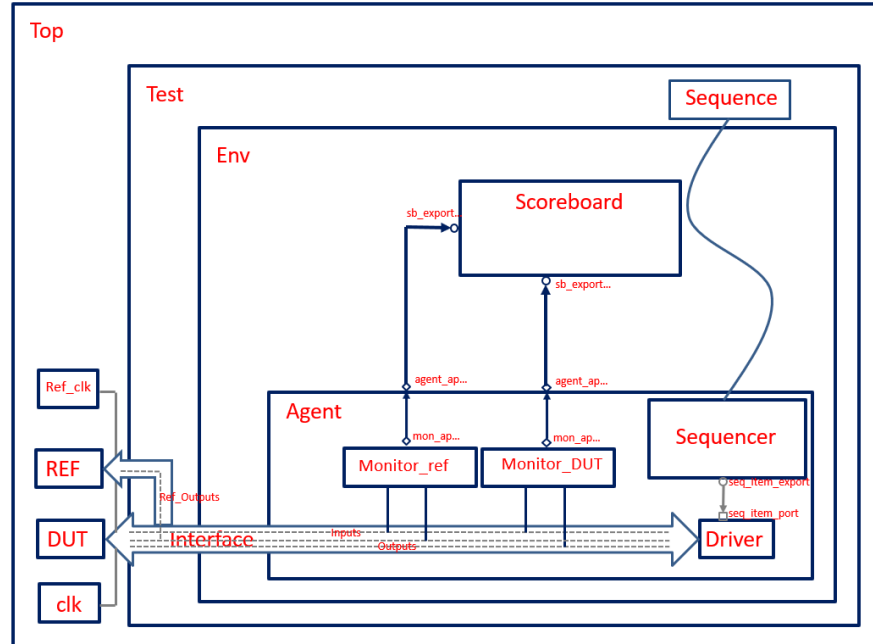 Top
Test
Sequence
Env
Scoreboard
sb_export...
sb_export...
Ref_clk
agent_ap...
agent_ap...
Agent
Sequencer
mon_ap...
mon_ap...
Monitor_ref
Monitor_DUT
REF
seq_item_export
Ref_Outputs
seq_item_port
DUT
Interface
Inputs
Outputs
Driver
clk